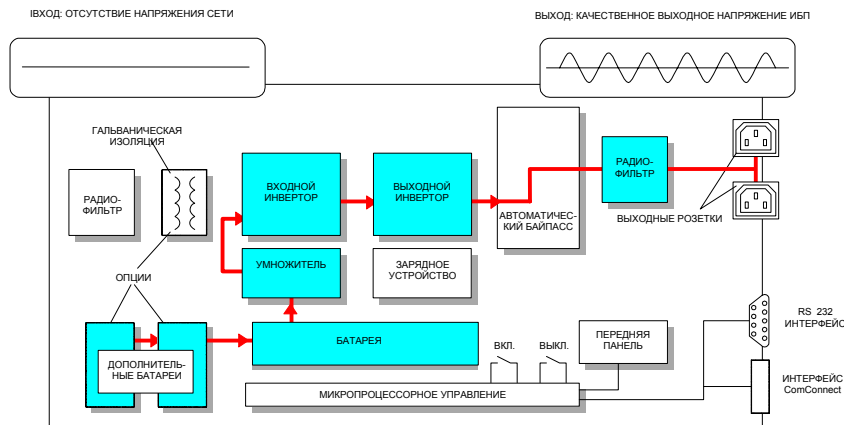 IВХОД: ОТСУТСТВИЕ НАПРЯЖЕНИЯ СЕТИ
ВЫХОД: КАЧЕСТВЕННОЕ ВЫХОДНОЕ НАПРЯЖЕНИЕ ИБП
ГАЛЬВАНИЧЕСКАЯ
ИЗОЛЯЦИЯ
РАДИО-
ФИЛЬТР
ВХОДНОЙ
ИНВЕРТОР
ВЫХОДНОЙ
ИНВЕРТОР
АВТОМАТИЧЕС-
КИЙ БАЙПАСС
РАДИО-
ФИЛЬТР
ВЫХОДНЫЕ РОЗЕТКИ
ОПЦИИ
УМНОЖИТЕЛЬ
ЗАРЯДНОЕ
УСТРОЙСТВО
RS 232
ИНТЕРФЕЙС
ДОПОЛНИТЕЛЬ-
НЫЕ БАТАРЕИ
БАТАРЕЯ
ВКЛ.
ВЫКЛ.
ПЕРЕДНЯЯ
ПАНЕЛЬ
МИКРОПРОЦЕССОРНОЕ УПРАВЛЕНИЕ
ИНТЕРФЕЙС
ComConnect